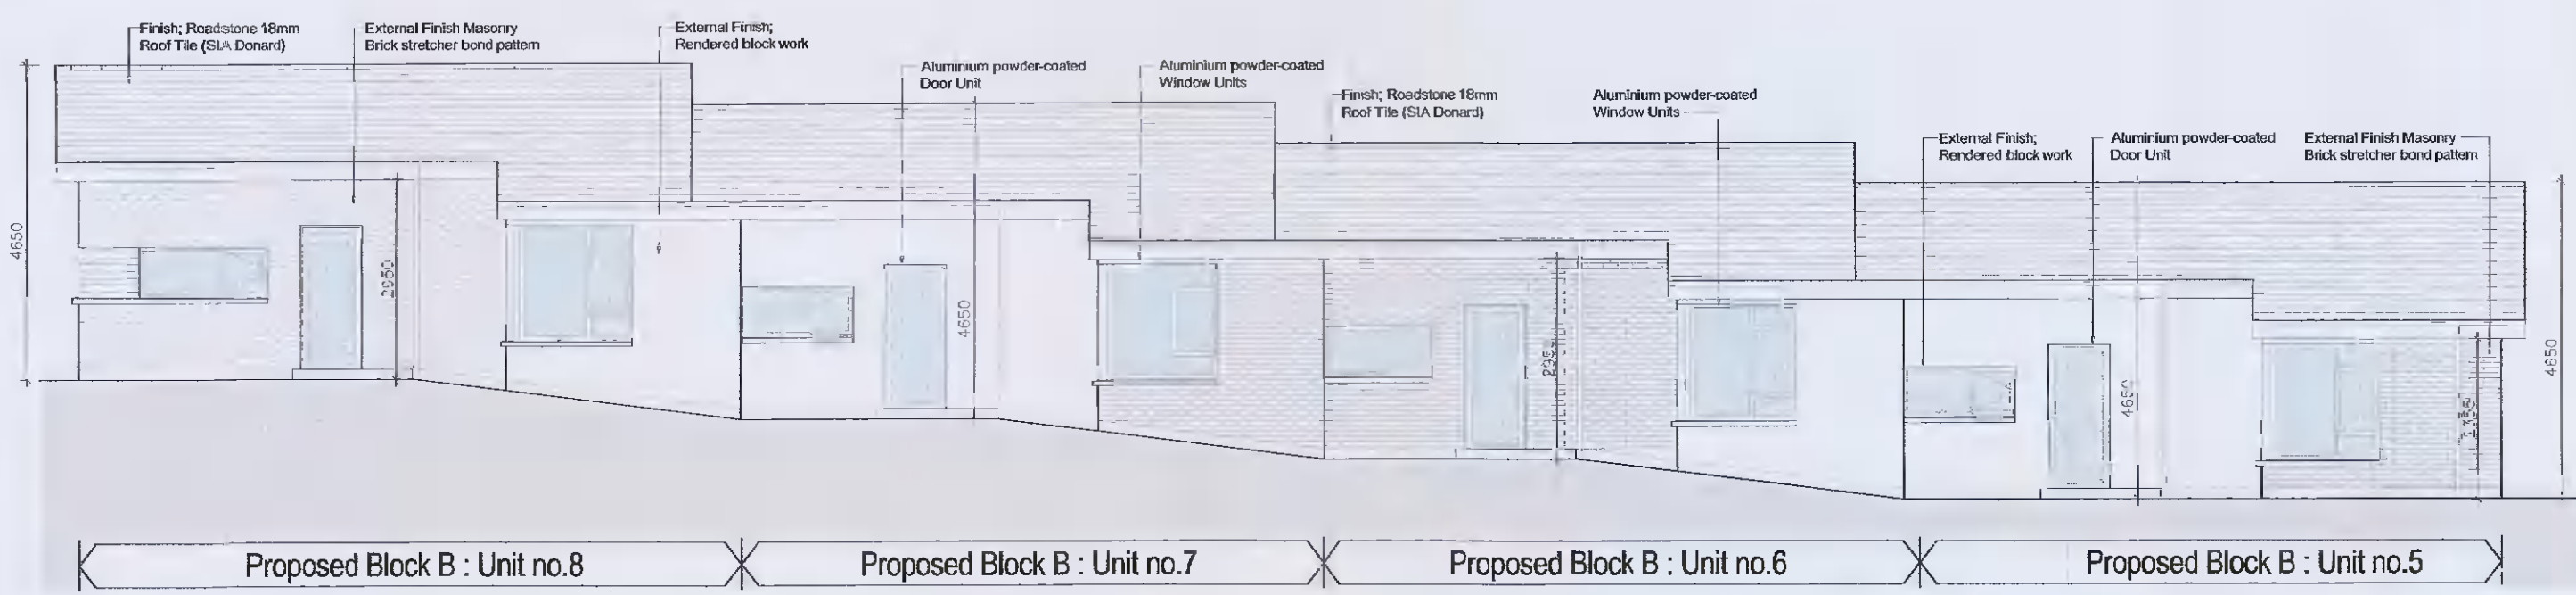 Finish; Roadstone 18mm
Roof Tile (SIA Donard)
External Finish Masonry
Brick stretcher bond pattern
External Finish;
Rendered block work
Aluminium powder-coated
Door Unit
Aluminium powder-coated
Window Units
Finish; Roadstone 18mm
Roof Tile (SIA Donard)
Aluminium powder-coated
Window Units
External Finish;
Rendered block work
Aluminium powder-coated
Door Unit
External Finish Masonry
Brick stretcher bond pattern
4650
2950
4650
2950
4650
4650
Proposed Block B : Unit no.8
Proposed Block B : Unit no.7
Proposed Block B : Unit no.6
Proposed Block B : Unit no.5